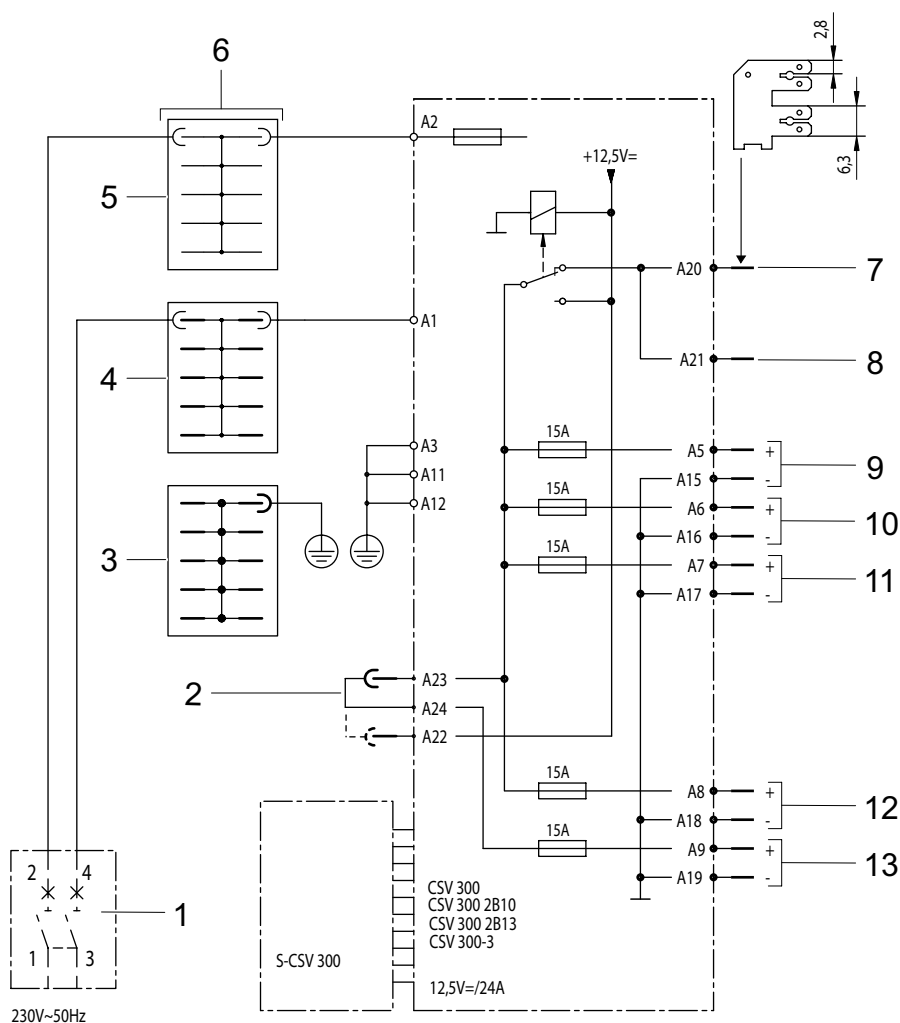 2,8
6
A2
+12,5V=
5
6,3
A20
7
A1
4
A21
8
A3
15A
A5
+
9
A11
A15
-
15A
A6
+
10
A12
A16
-
3
15A
A7
+
11
A17
-
2
A23
A24
A22
15A
A8
+
12
A18
-
15A
A9
+
13
A19
-
2
4
1
1
3
CSV 300
CSV 300 2B10
CSV 300 2B13
CSV 300-3
S-CSV 300
12,5V=/24A
230V~50Hz